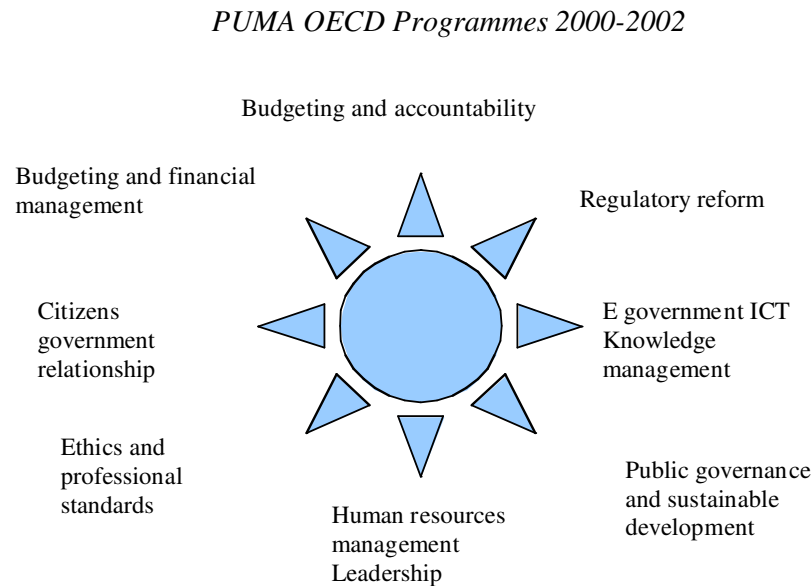 PUMA OECD Programmes 2000-2002
Budgeting and accountability
Budgeting and financial
management
Regulatory reform
Citizens
government
relationship
E government ICT
Knowledge
management
Ethics and
professional
standards
Public governance
and sustainable
development
Human resources
management
Leadership